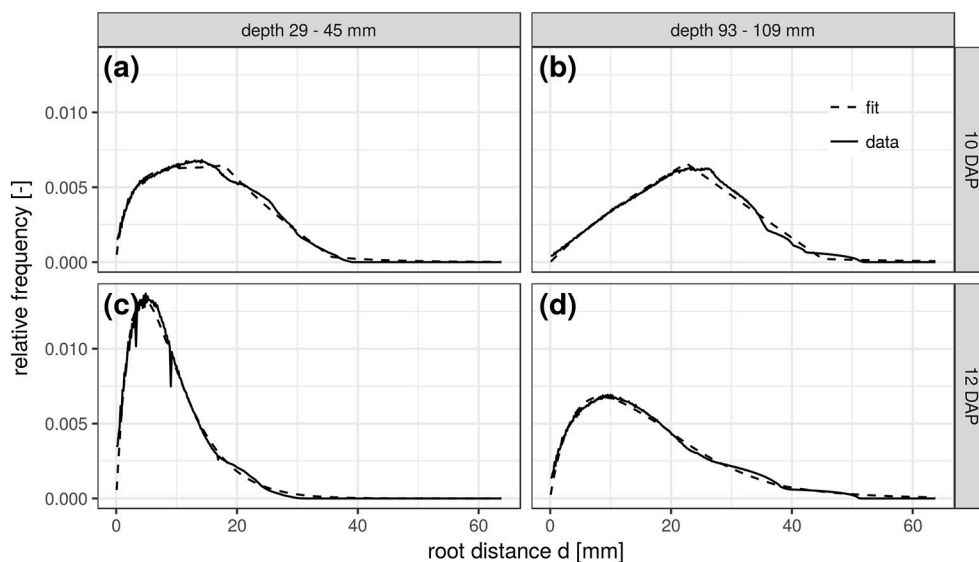 depth 29 - 45 mm
depth 93 - 109 mm
(a)
(b)
0.010
0.005
0.000
fit
data
10 DAP
relative frequency [-]
(c)
(d)
0.010
0.005
0.000
12 DAP
0 20 40 60
0 20 40 60
root distance d [mm]